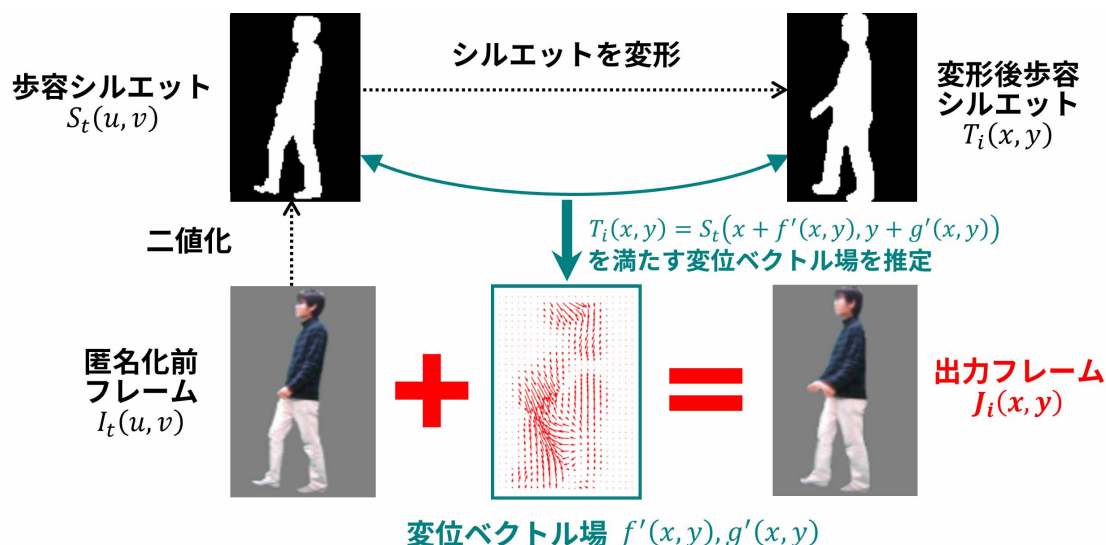 シルエットを変形
歩容シルエット
S_t(u, v)
変形後歩容
シルエット
T_i(x, y)
二値化
T_i(x, y) = S_t(x + f′(x, y), y + g′(x, y))
を満たす変位ベクトル場を推定
匿名化前
フレーム
I_t(u, v)
+
=
出力フレーム
J_i(x, y)
変位ベクトル場 f′(x, y), g′(x, y)